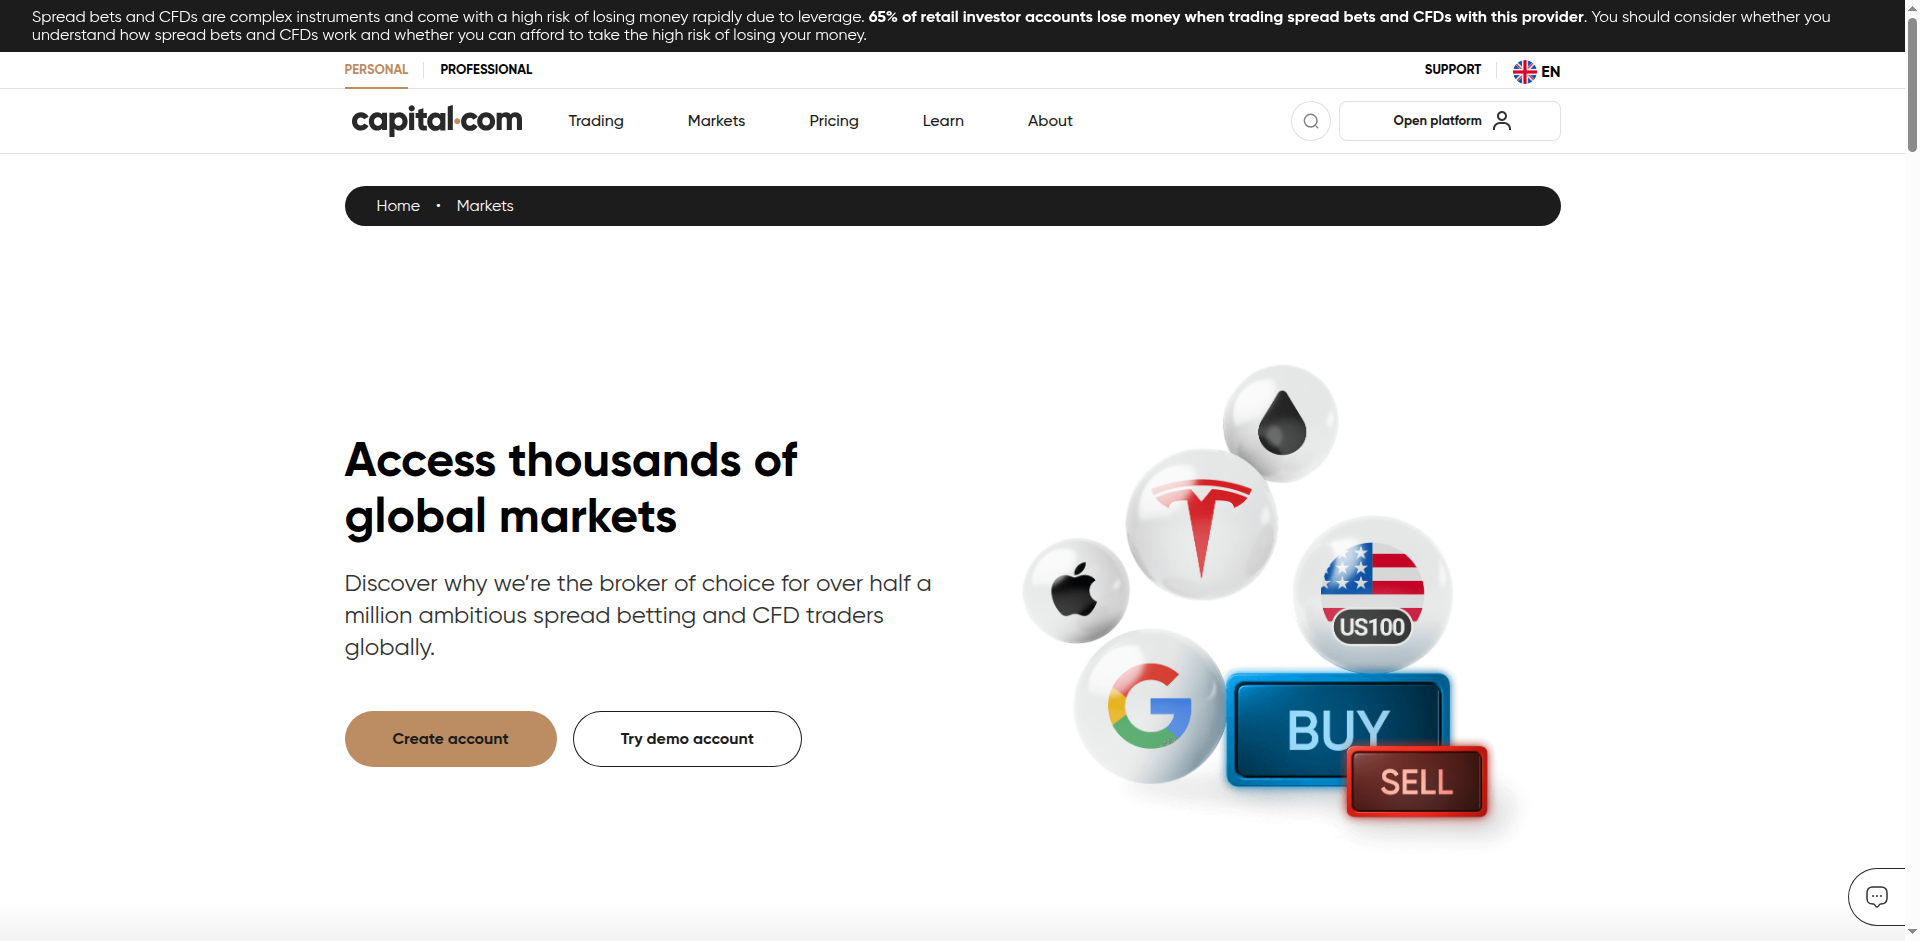 Spread bets and CFDs are complex instruments and come with a high risk of losing money rapidly due to leverage. 65% of retail investor accounts lose money when trading spread bets and CFDs with this provider. You should consider whether you
understand how spread bets and CFDs work and whether you can afford to take the high risk of losing your money.
PERSONAL PROFESSIONAL SUPPORT EN
capital.com Trading Markets Pricing Learn About Open platform
Home • Markets
Access thousands of
global markets
Discover why we’re the broker of choice for over half a
million ambitious spread betting and CFD traders
globally.
Create account Try demo account
US100
BUY
SELL